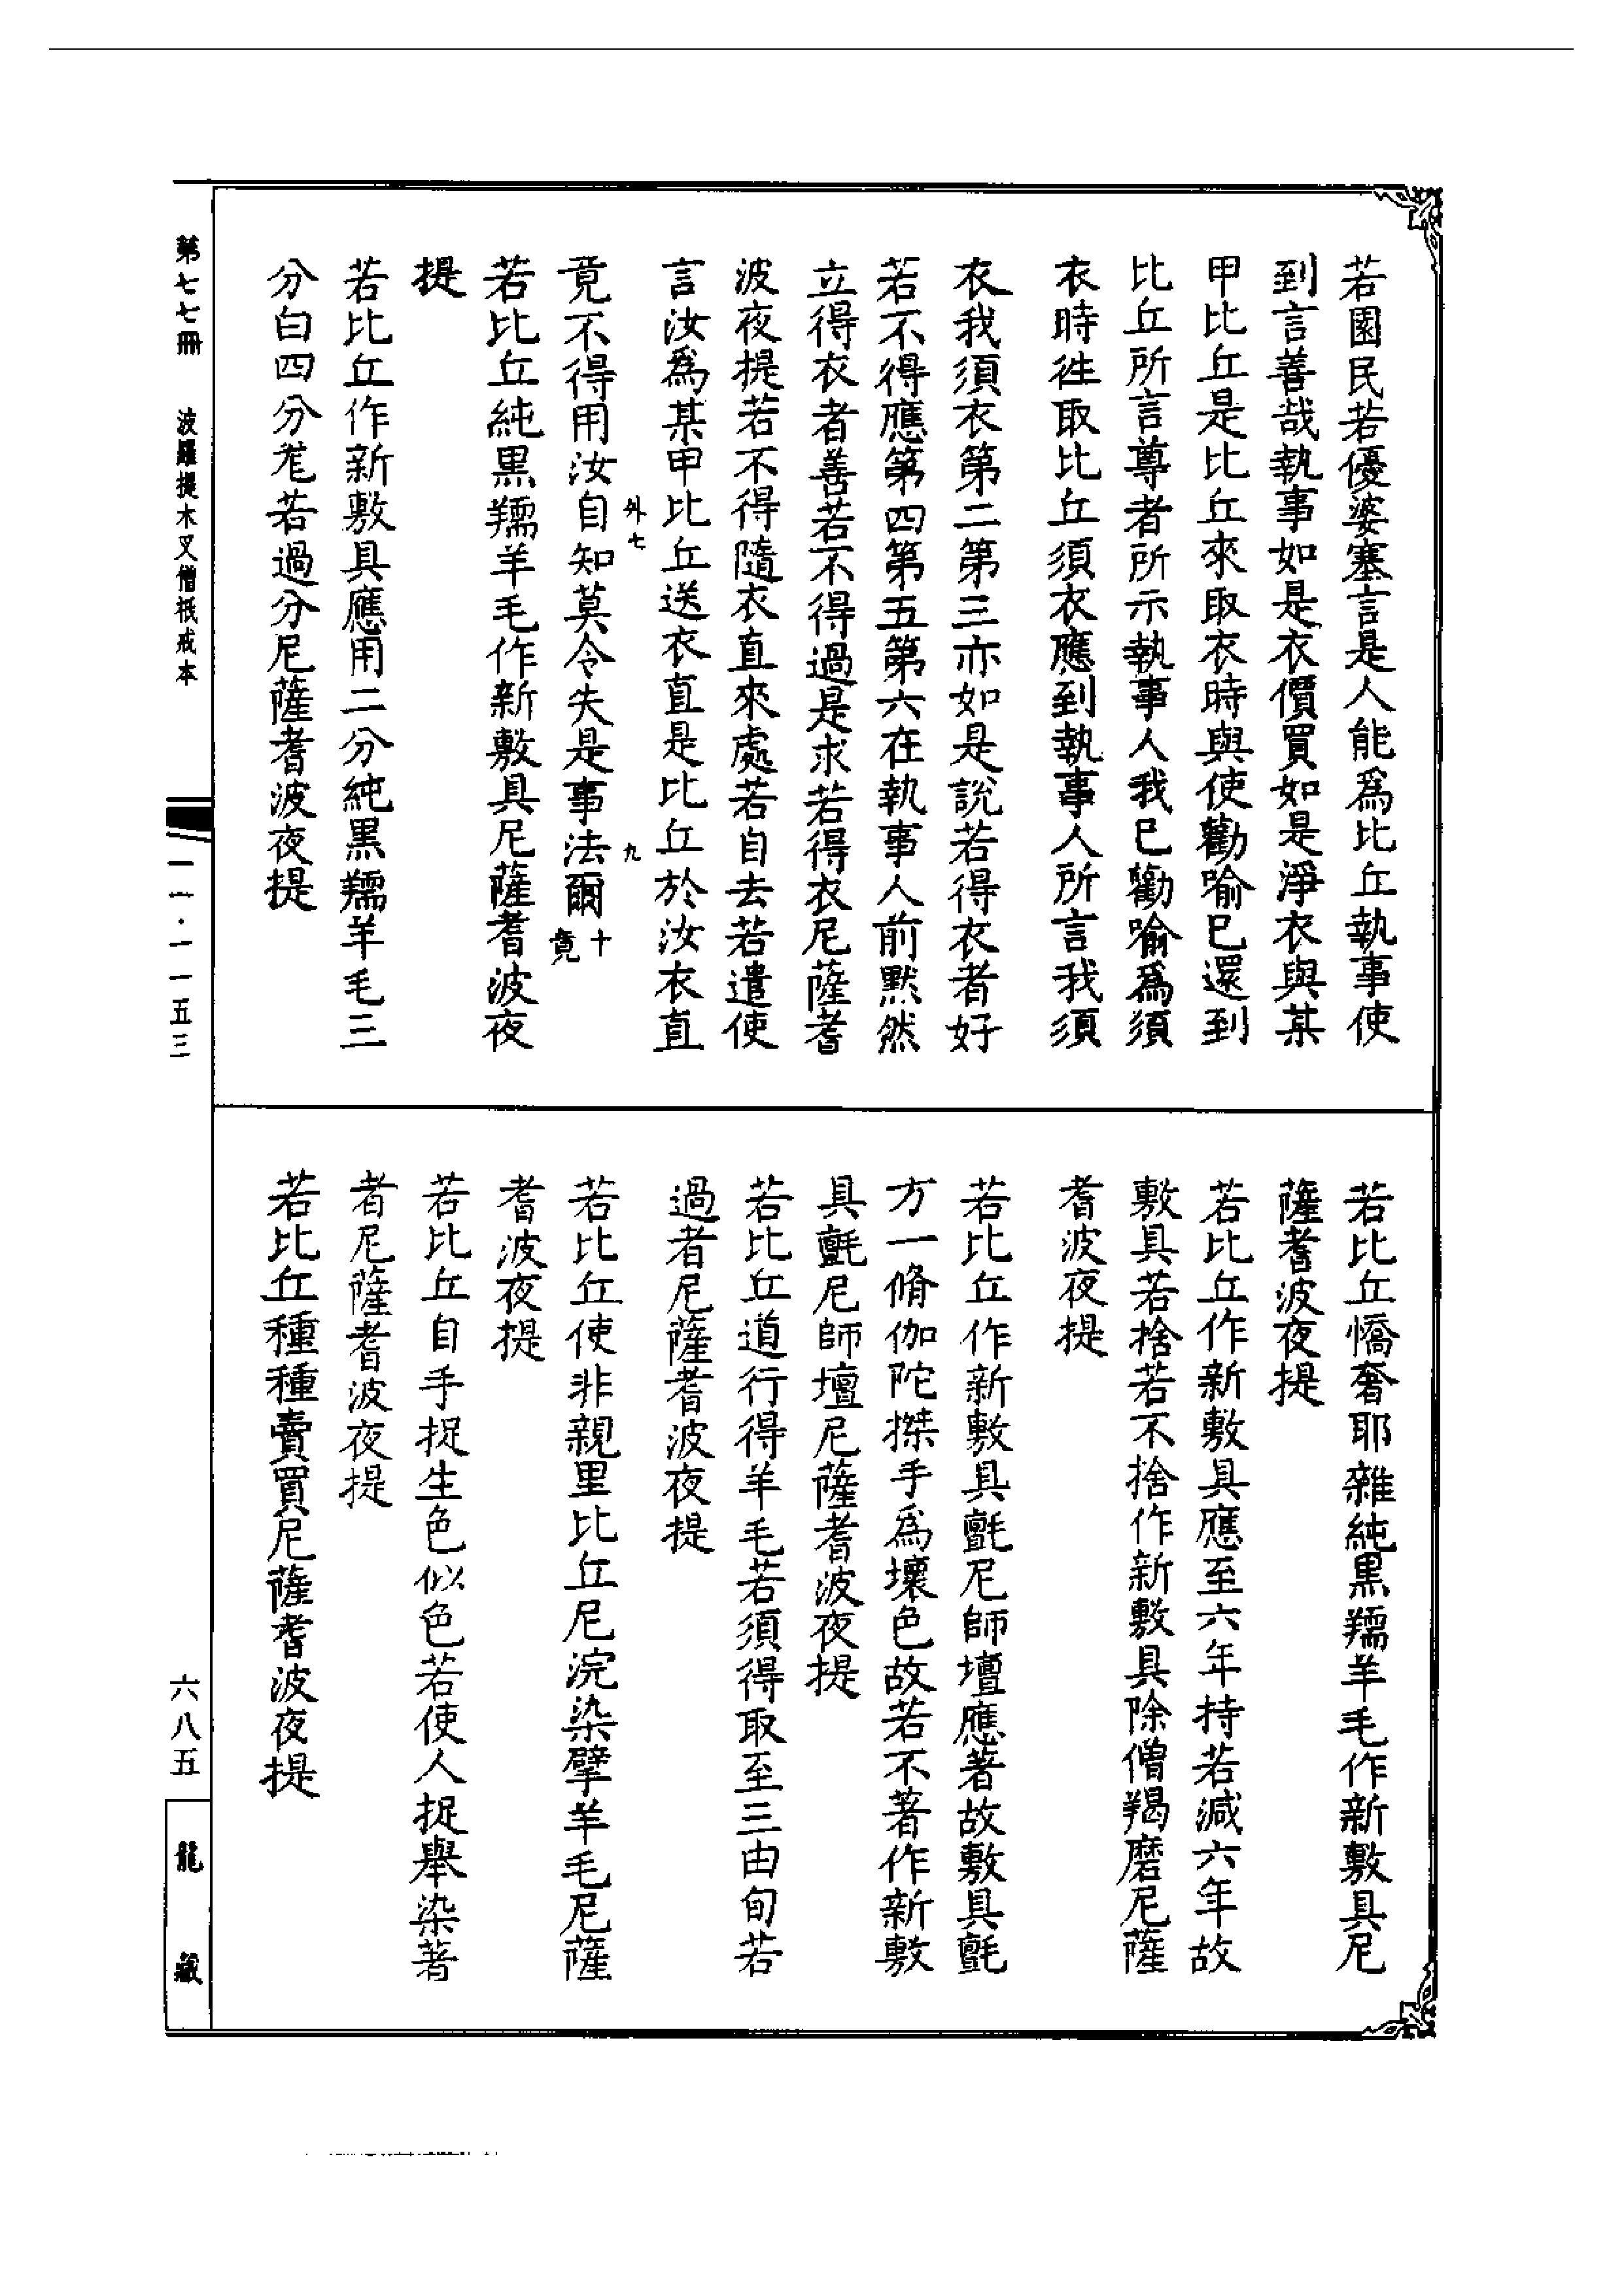 若園民若優婆塞言是人能爲比丘執事使
到言善哉執事如是衣價買如是淨衣與某
甲比丘是比丘來取衣時與使勸喻已還到
比丘所言尊者所示執事人我已勸喻爲須
衣時往取比丘須衣應到執事人所言我須
衣我須衣第二第三亦如是說若得衣者好
若不得應第四第五第六在執事人前默然
立得衣者善若不得過是求若得衣尼薩耆
波夜提若不得隨衣直來處若自去若遣使
言汝爲某甲比丘送衣直是比丘於汝衣直
外七
九
竟不得用汝自知莫令失是事法爾十竟
若比丘純黑羺羊毛作新敷具尼薩耆波夜
提
若比丘作新敷具應用二分純黑羺羊毛三
分白四分尨若過分尼薩耆波夜提
若比丘憍奢耶雜純黑羺羊毛作新敷具尼
薩耆波夜提
若比丘作新敷具應至六年持若減六年故
敷具若捨若不捨作新敷具除僧羯磨尼薩
耆波夜提
若比丘作新敷具氈尼師壇應著故敷具氈
方一脩伽陀搩手爲壞色故若不著作新敷
具氈尼師壇尼薩耆波夜提
若比丘道行得羊毛若須得取至三由旬若
過者尼薩耆波夜提
若比丘使非親里比丘尼浣染擘羊毛尼薩
耆波夜提
若比丘自手捉生色似色若使人捉舉染著
者尼薩耆波夜提
若比丘種種賣買尼薩耆波夜提
第七七冊　波羅提木叉僧祇戒本
一一·一一五三
六八五
龍藏